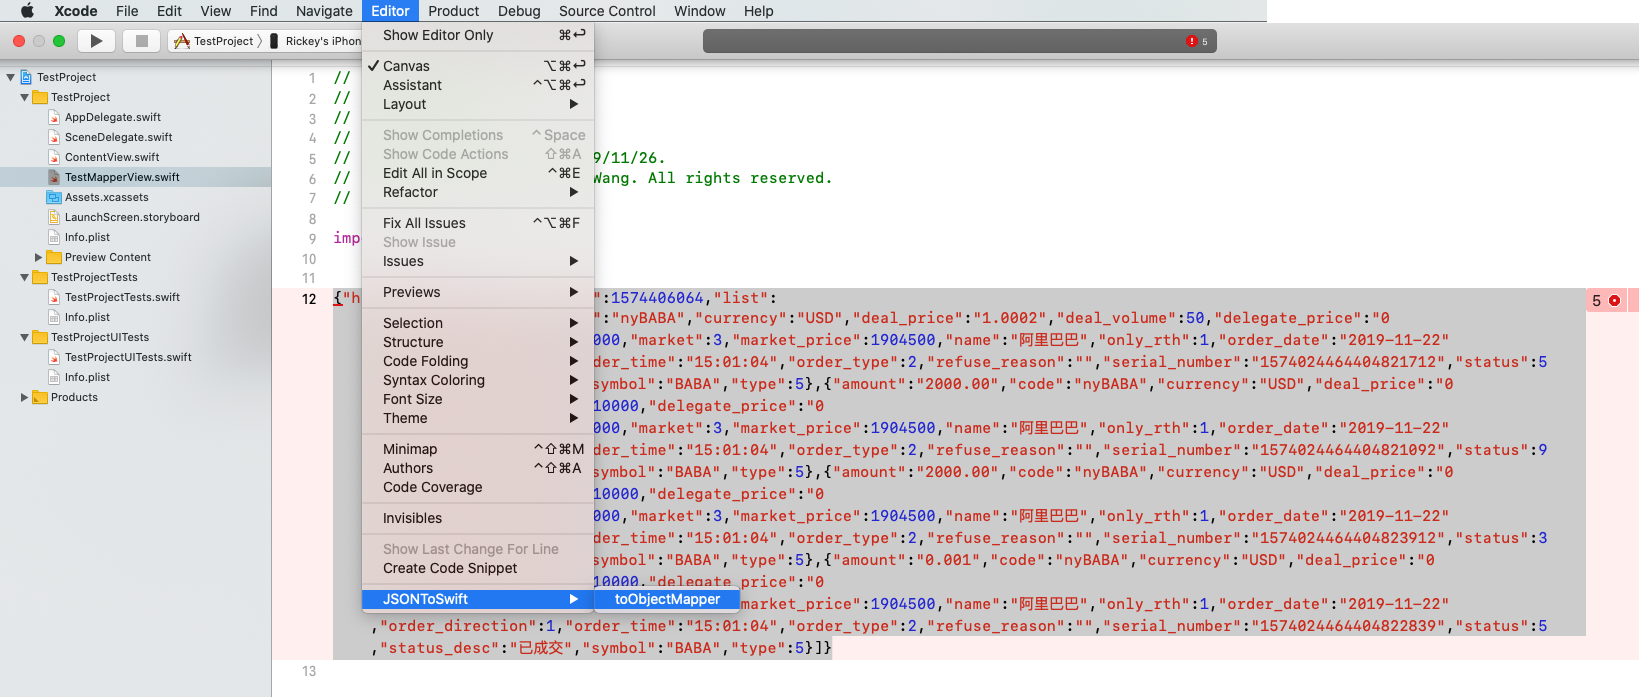 Xcode File Edit View Find Navigate Editor Product Debug Source Control Window Help
TestProject 〉 Rickey's iPhon
5
TestProject
TestProject
AppDelegate.swift
SceneDelegate.swift
ContentView.swift
TestMapperView.swift
Assets.xcassets
LaunchScreen.storyboard
Info.plist
Preview Content
TestProjectTests
TestProjectTests.swift
Info.plist
TestProjectUITests
TestProjectUITests.swift
Info.plist
Products
Show Editor Only ⌘↩
✓ Canvas ⌥⌘↩
Assistant ^⌥⌘↩
Layout ▶
Show Completions ^ Space
Show Code Actions ⇧⌘A
Edit All in Scope ^⌘E
Refactor ▶
Fix All Issues ^⌥⌘F
Show Issue
Issues ▶
Previews ▶
Selection ▶
Structure ▶
Code Folding ▶
Syntax Coloring ▶
Font Size ▶
Theme ▶
Minimap ^⇧⌘M
Authors ^⇧⌘A
Code Coverage
Invisibles
Show Last Change For Line
Create Code Snippet
JSONToSwift ▶
toObjectMapper
1 //
2 //
3 //
4 //
5 // 9/11/26.
6 // Wang. All rights reserved.
7 //
8
9 imp
10
11
12 {"h ":1574406064,"list":
5
:"nyBABA","currency":"USD","deal_price":"1.0002","deal_volume":50,"delegate_price":"0
000,"market":3,"market_price":1904500,"name":"阿里巴巴","only_rth":1,"order_date":"2019-11-22"
der_time":"15:01:04","order_type":2,"refuse_reason":"","serial_number":"1574024464404821712","status":5
symbol":"BABA","type":5},{"amount":"2000.00","code":"nyBABA","currency":"USD","deal_price":"0
10000,"delegate_price":"0
000,"market":3,"market_price":1904500,"name":"阿里巴巴","only_rth":1,"order_date":"2019-11-22"
der_time":"15:01:04","order_type":2,"refuse_reason":"","serial_number":"1574024464404821092","status":9
symbol":"BABA","type":5},{"amount":"2000.00","code":"nyBABA","currency":"USD","deal_price":"0
10000,"delegate_price":"0
000,"market":3,"market_price":1904500,"name":"阿里巴巴","only_rth":1,"order_date":"2019-11-22"
der_time":"15:01:04","order_type":2,"refuse_reason":"","serial_number":"1574024464404823912","status":3
symbol":"BABA","type":5},{"amount":"0.001","code":"nyBABA","currency":"USD","deal_price":"0
10000,"delegate_price":"0
market_price":1904500,"name":"阿里巴巴","only_rth":1,"order_date":"2019-11-22"
,"order_direction":1,"order_time":"15:01:04","order_type":2,"refuse_reason":"","serial_number":"1574024464404822839","status":5
,"status_desc":"已成交","symbol":"BABA","type":5}]}
13